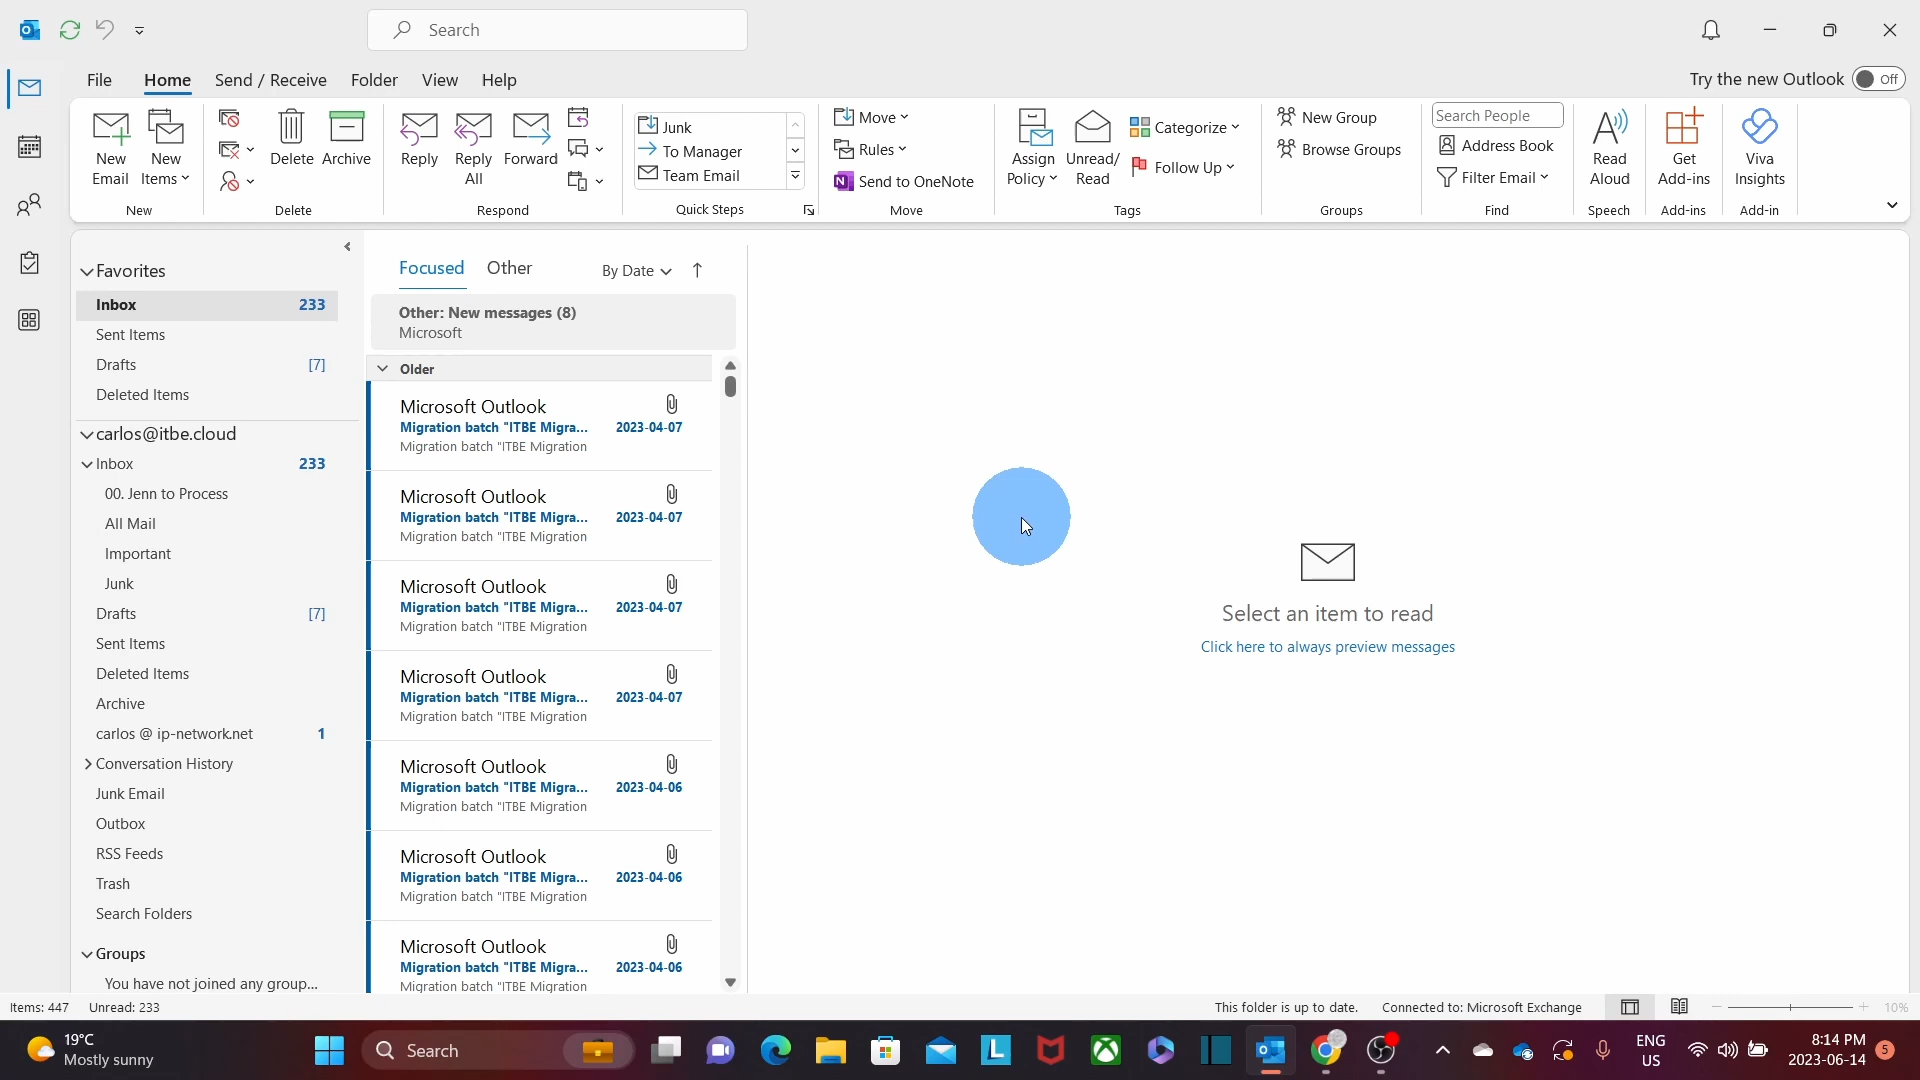 Search
File Home Send / Receive Folder View Help
Try the new Outlook Off
New Email
New Items
New
Delete
Archive
Delete
Reply
Reply All
Forward
Respond
Junk
To Manager
Team Email
Quick Steps
Move
Rules
Send to OneNote
Move
Assign Policy
Unread/ Read
Categorize
Follow Up
Tags
New Group
Browse Groups
Groups
Search People
Address Book
Filter Email
Find
Read Aloud
Speech
Get Add-ins
Add-ins
Viva Insights
Add-in
Favorites
Inbox 233
Sent Items
Drafts [7]
Deleted Items
carlos@itbe.cloud
Inbox 233
00. Jenn to Process
All Mail
Important
Junk
Drafts [7]
Sent Items
Deleted Items
Archive
carlos @ ip-network.net 1
Conversation History
Junk Email
Outbox
RSS Feeds
Trash
Search Folders
Groups
You have not joined any group...
Focused Other By Date
Other: New messages (8)
Microsoft
Older
Microsoft Outlook
Migration batch "ITBE Migra... 2023-04-07
Migration batch "ITBE Migration
Microsoft Outlook
Migration batch "ITBE Migra... 2023-04-07
Migration batch "ITBE Migration
Microsoft Outlook
Migration batch "ITBE Migra... 2023-04-07
Migration batch "ITBE Migration
Microsoft Outlook
Migration batch "ITBE Migra... 2023-04-07
Migration batch "ITBE Migration
Microsoft Outlook
Migration batch "ITBE Migra... 2023-04-06
Migration batch "ITBE Migration
Microsoft Outlook
Migration batch "ITBE Migra... 2023-04-06
Migration batch "ITBE Migration
Microsoft Outlook
Migration batch "ITBE Migra... 2023-04-06
Migration batch "ITBE Migration
Select an item to read
Click here to always preview messages
Items: 447 Unread: 233
This folder is up to date. Connected to: Microsoft Exchange 10%
19°C
Mostly sunny
Search
ENG
US
8:14 PM
2023-06-14
5